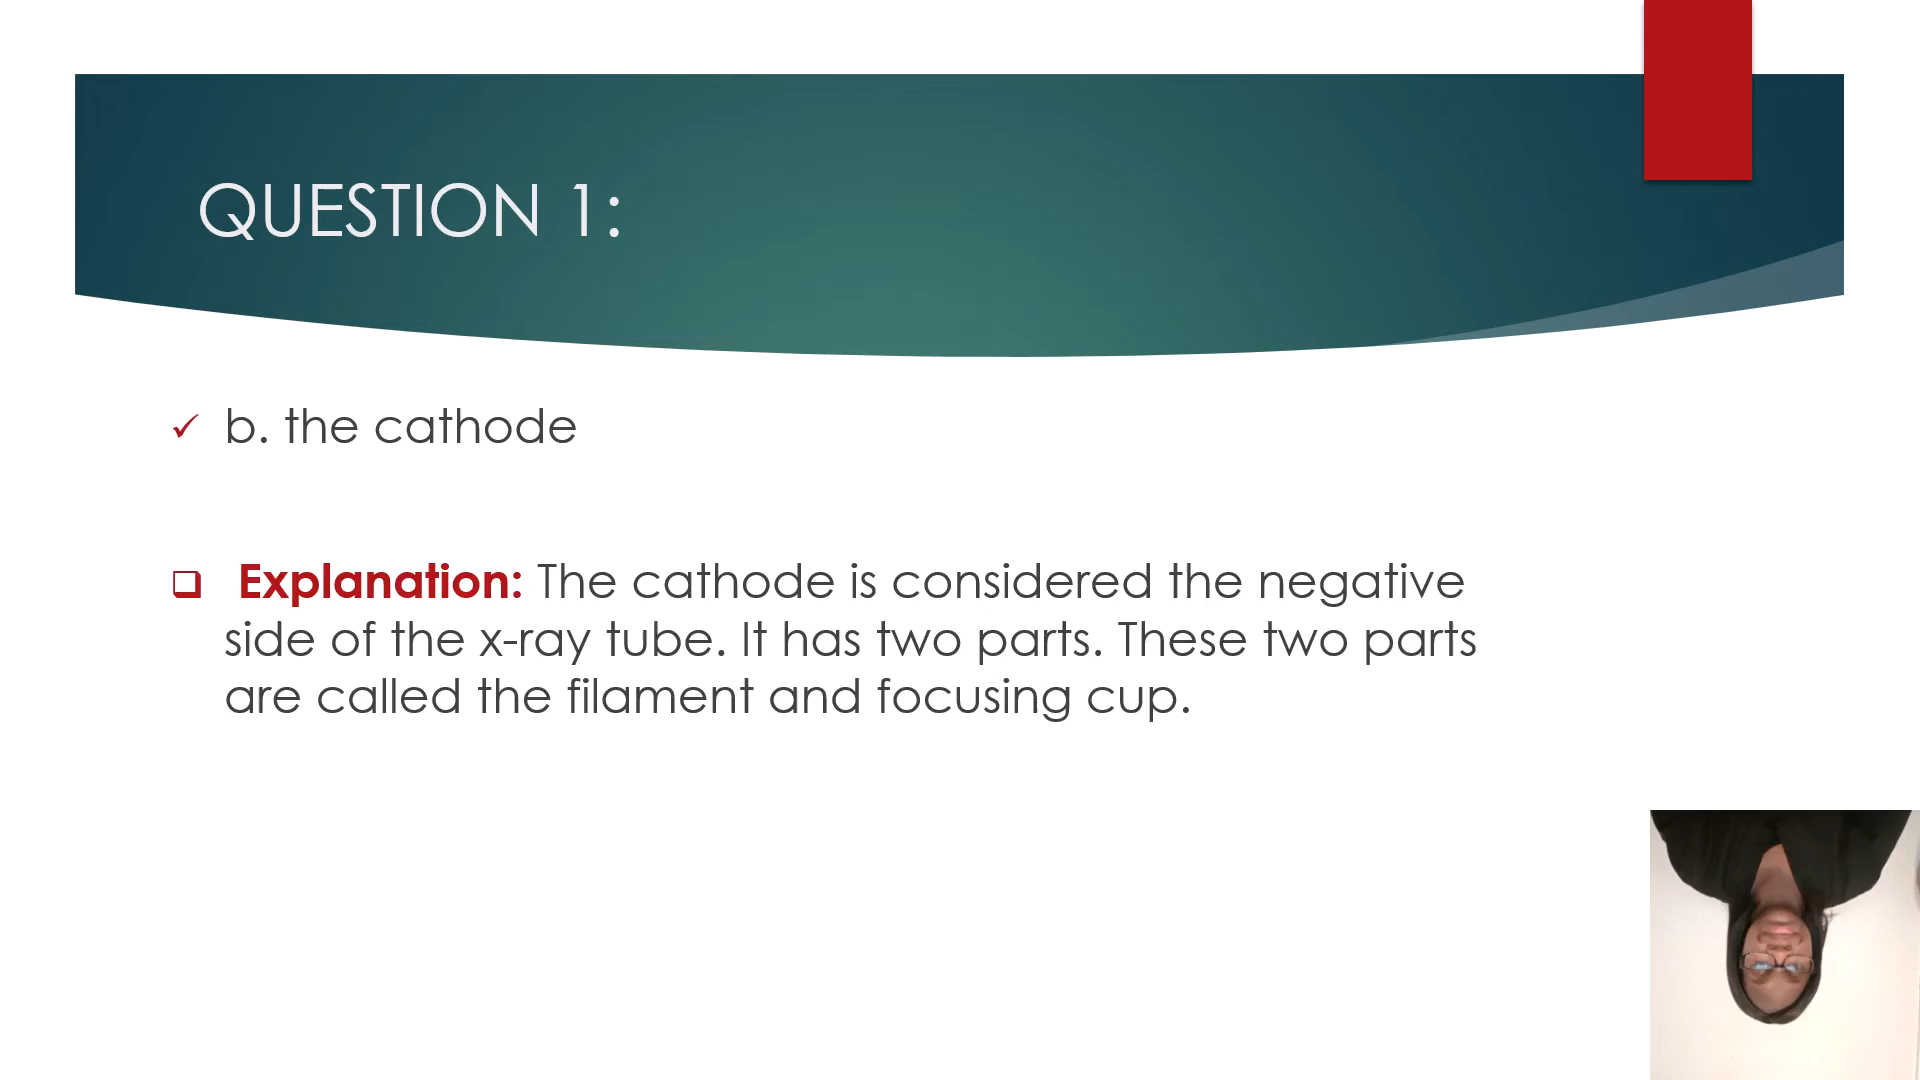 QUESTION 1:
b. the cathode
Explanation: The cathode is considered the negative
side of the x-ray tube. It has two parts. These two parts
are called the filament and focusing cup.